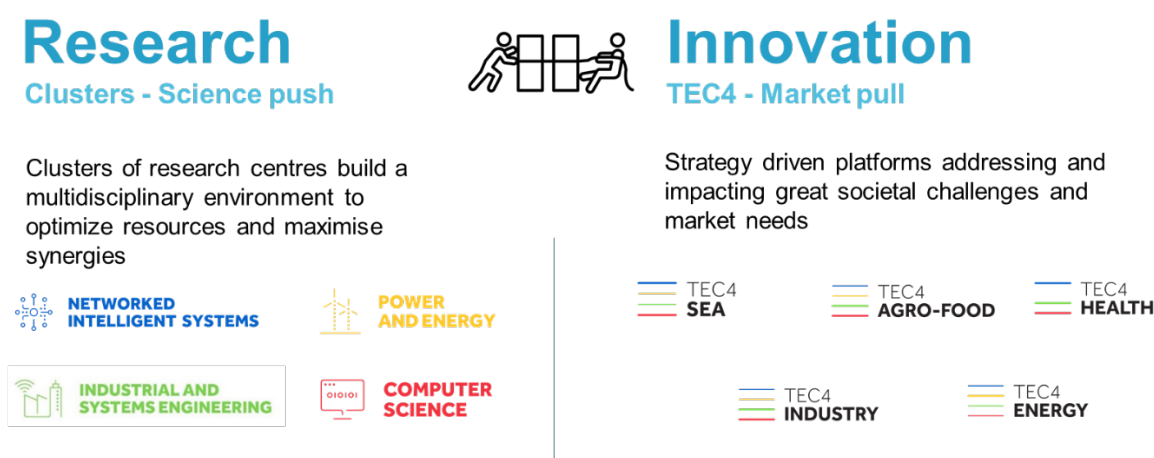 Research
Clusters - Science push
Clusters of research centres build a
multidisciplinary environment to
optimize resources and maximise
synergies
NETWORKED
INTELLIGENT SYSTEMS
POWER
AND ENERGY
INDUSTRIAL AND
SYSTEMS ENGINEERING
010101
COMPUTER
SCIENCE
Innovation
TEC4 - Market pull
Strategy driven platforms addressing and
impacting great societal challenges and
market needs
TEC4
SEA
TEC4
AGRO-FOOD
TEC4
HEALTH
TEC4
INDUSTRY
TEC4
ENERGY